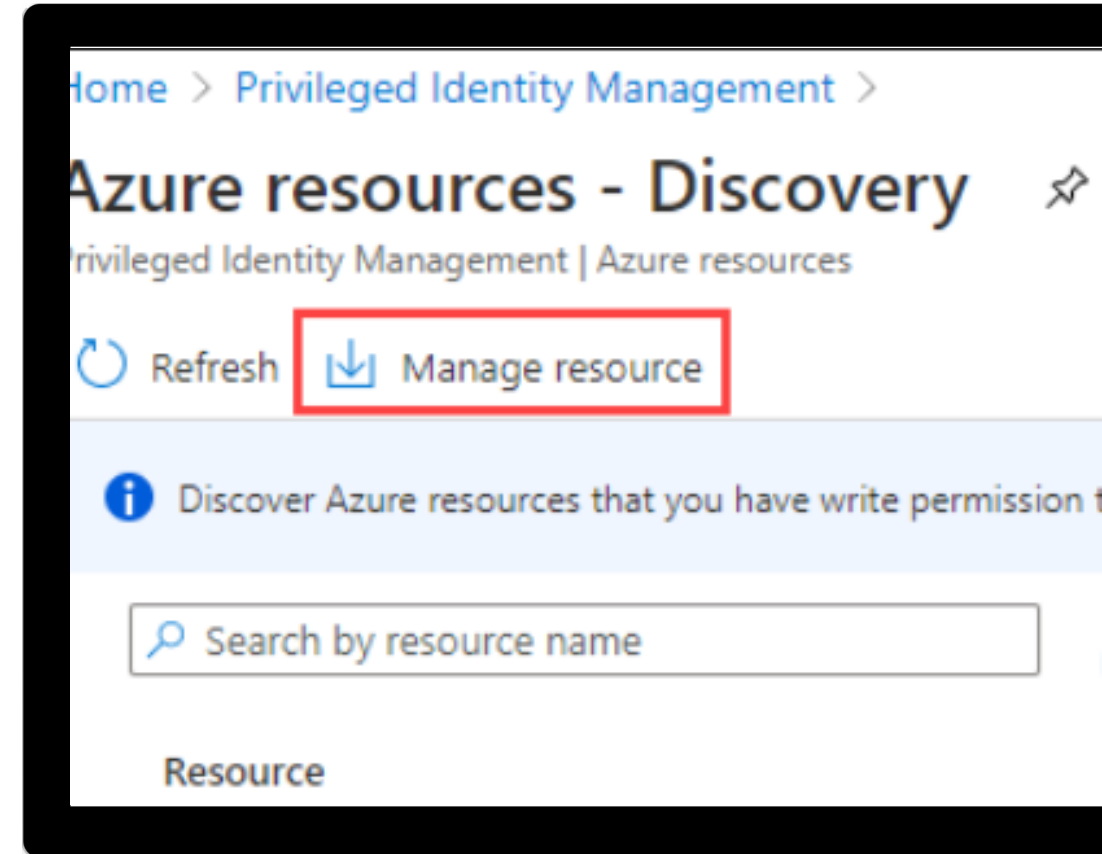 Home > Privileged Identity Management >
Azure resources - Discovery
Privileged Identity Management | Azure resources
Refresh Manage resource
Discover Azure resources that you have write permission t
Search by resource name
Resource